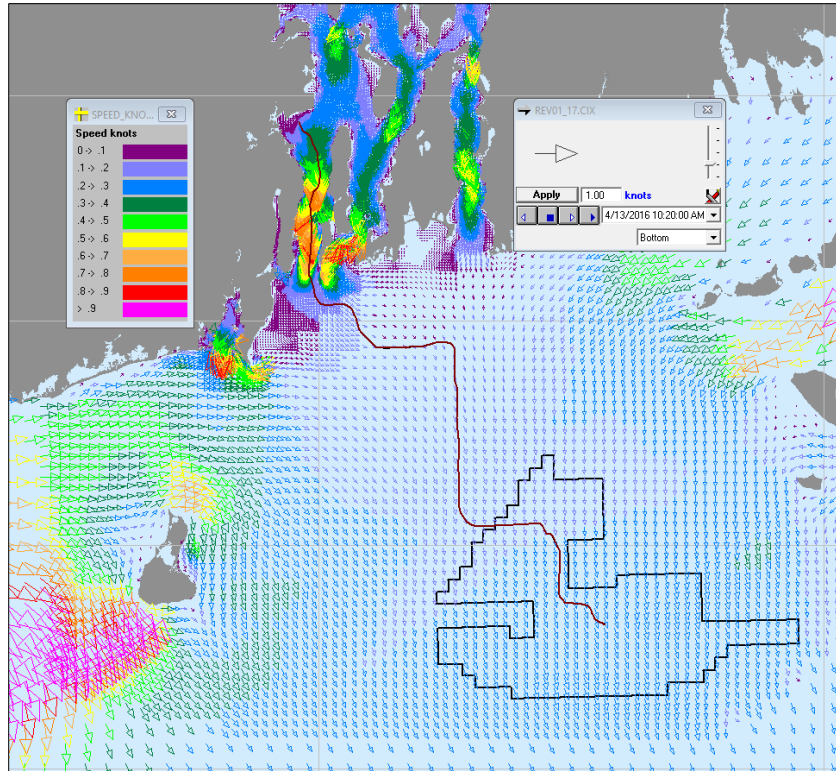 SPEED_KNO...
Speed knots
0 -> .1
.1 -> .2
.2 -> .3
.3 -> .4
.4 -> .5
.5 -> .6
.6 -> .7
.7 -> .8
.8 -> .9
> .9
REV01_17.CIX
Apply 1.00 knots
4/13/2016 10:20:00 AM
Bottom